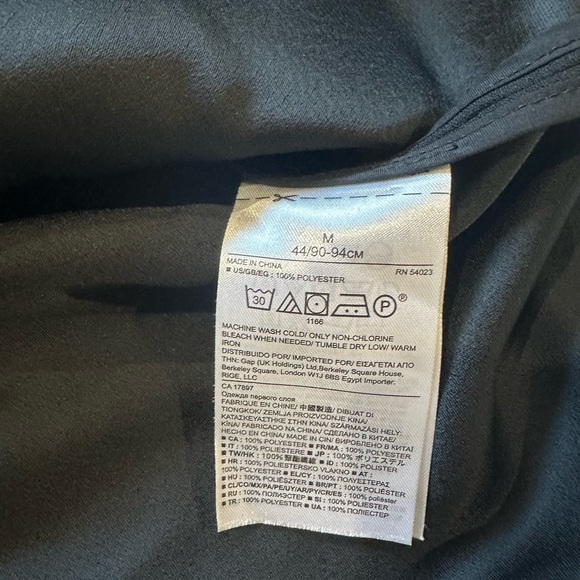 M
44/90-94CM
MADE IN CHINA
RN 54023
■ US/GB/EG : 100% POLYESTER
30
P
®
1166
MACHINE WASH COLD/ ONLY NON-CHLORINE
BLEACH WHEN NEEDED/ TUMBLE DRY LOW/ WARM
IRON
DISTRIBUIDO POR/ IMPORTED FOR/ ΕΙΣΑΓΕΤΑΙ ΑΠΟ
ΤΗΝ: Gap (UK Holdings) Ltd,Berkeley Square House,
Berkeley Square, London W1J 6BS Egypt Importer:
RIGE, LLC
CA 17897
Одежда первого слоя
FABRIQUE EN CHINE/ 中國製造/ DIBUAT DI
TIONGKOK/ ZEMLJA PROIZVODNJE KINA/
ΚΑΤΑΣΚΕΥΑΣΤΗΚΕ ΣΤΗΝ ΚΙΝΑ/ SZÁRMAZÁSI HELY:
KÍNA/ FABRICADO NA CHINA/ СДЕЛАНО В КИТАЕ/
HECHO EN CHINA/ MADE IN CIN/ ВИРОБЛЕНО В КИТАЇ
■ CA : 100% POLYESTER ■ FR/MA : 100% POLYESTER
■ IT : 100% POLIESTERE ■ JP : 100% ポリエステル
■ TW/HK : 100% 聚酯纖維 ■ ID : 100% POLIESTER
■ HR : 100% POLIESTERSKO VLAKNO ■ AT :
100% POLYESTER ■ EL/CY : 100% ΠΟΛΥΕΣΤΕΡΑΣ
■ HU : 100% POLIÉSZTER ■ BR/PT : 100% POLIÉSTER
■ CL/CO/MX/PA/PE/UY/AR/PY/CR/ES : 100% poliéster
■ RU : 100% ПОЛИЭСТЕР ■ SI : 100% POLIESTER
■ TR : 100% POLYESTER ■ UA : 100% ПОЛІЕСТЕР